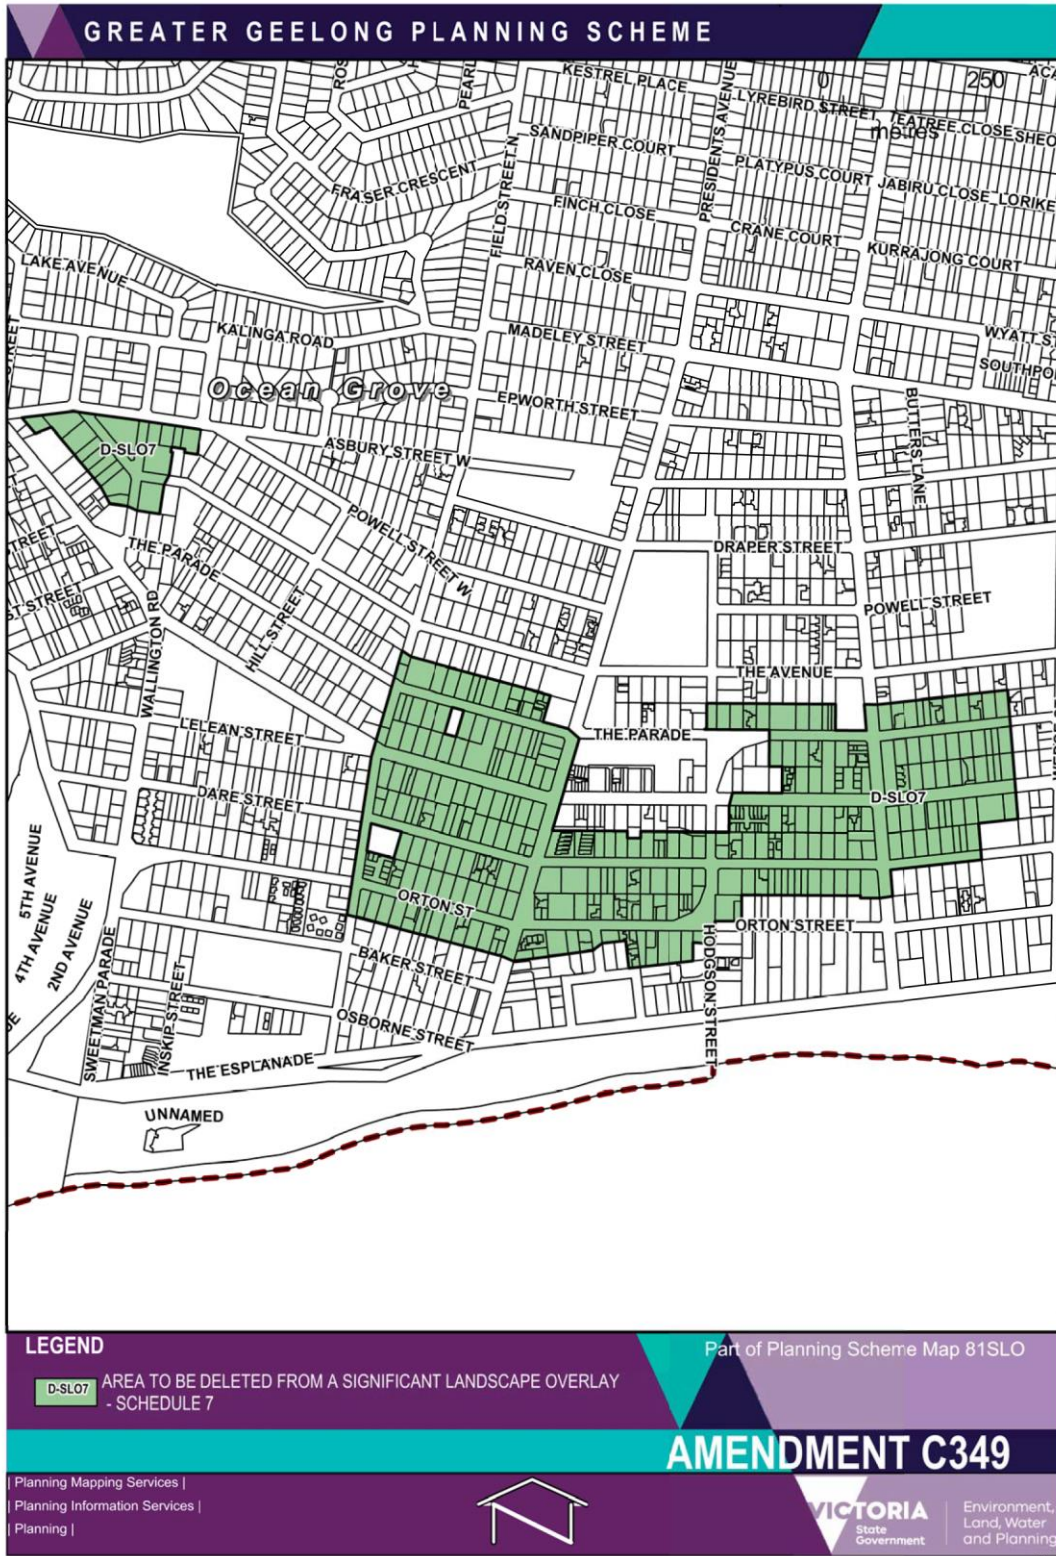 GREATER GEELONG PLANNING SCHEME
KESTREL PLACE
PEARL
PRESIDENTS AVENUE
0
250
metres
LYREBIRD STREET
TEATREE CLOSE
SANDPIPER COURT
FIELD STREET N
FRASER CRESCENT
PLATYPUS COURT
JABIRU CLOSE
LORIKE
FINCH CLOSE
CRANE COURT
KURRAJONG COURT
LAKE AVENUE
RAVEN CLOSE
KALINGA ROAD
MADELEY STREET
WYATT ST
SOUTHPO
Ocean Grove
EPWORTH STREET
BUTTERS LANE
D-SLO7
ASBURY STREET W
POWELL STREET W
DRAPER STREET
THE PARADE
POWELL STREET
WALLINGTON RD
HILL STREET
THE AVENUE
LELEAN STREET
THE PARADE
DARE STREET
D-SLO7
5TH AVENUE
4TH AVENUE
2ND AVENUE
ORTON ST
ORTON STREET
SWEETMAN PARADE
INSKIP STREET
BAKER STREET
HODGSON STREET
OSBORNE STREET
THE ESPLANADE
UNNAMED
LEGEND
D-SLO7
AREA TO BE DELETED FROM A SIGNIFICANT LANDSCAPE OVERLAY
- SCHEDULE 7
Part of Planning Scheme Map 81SLO
AMENDMENT C349
| Planning Mapping Services |
| Planning Information Services |
| Planning |
VICTORIA
State
Government
Environment,
Land, Water
and Planning